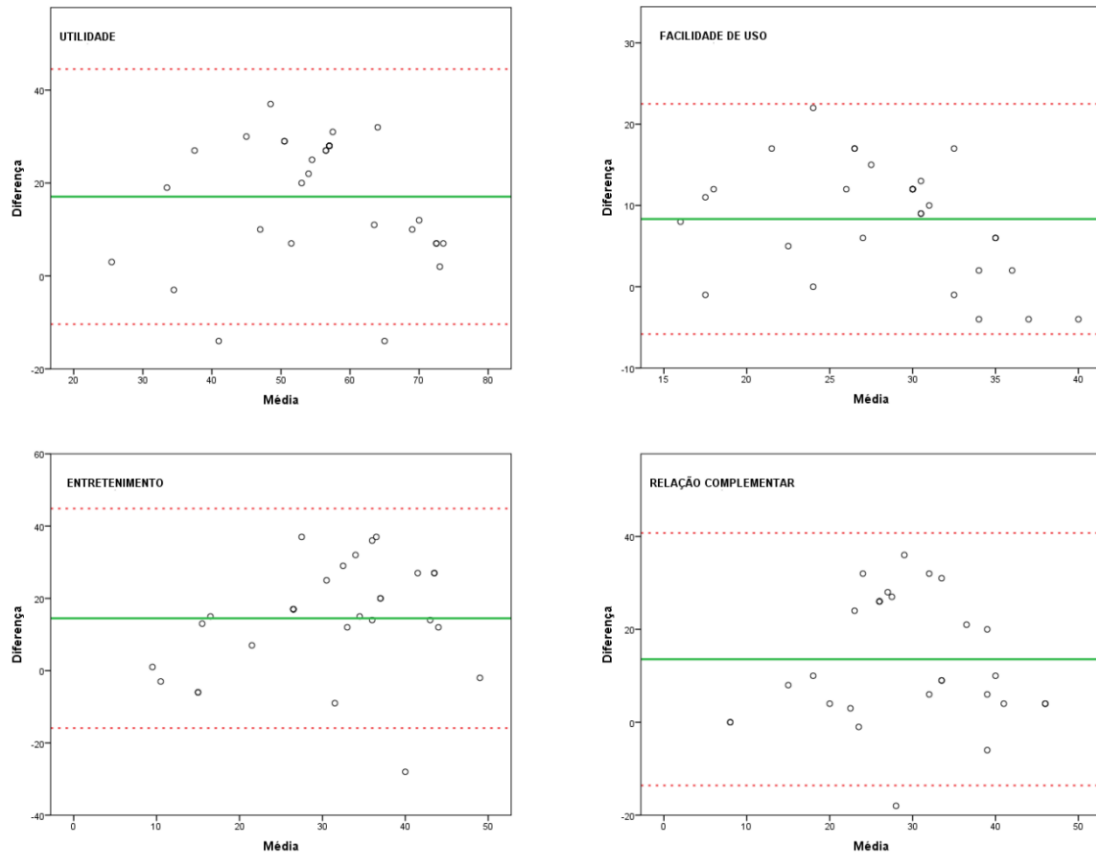 UTILIDADE
Diferença
40
20
0
-20
20 30 40 50 60 70 80
Média
FACILIDADE DE USO
Diferença
30
20
10
0
-10
15 20 25 30 35 40
Média
ENTRETENIMENTO
Diferença
60
40
20
0
-20
-40
0 10 20 30 40 50
Média
RELAÇÃO COMPLEMENTAR
Diferença
40
20
0
-20
0 10 20 30 40 50
Média